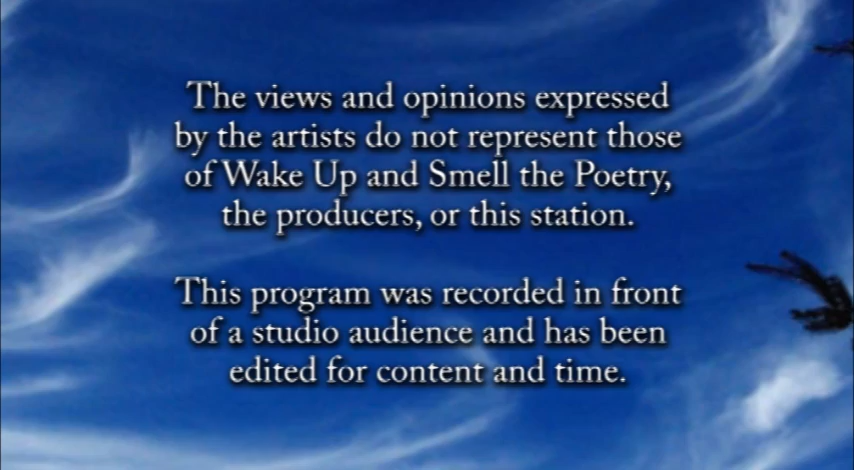 The views and opinions expressed
by the artists do not represent those
of Wake Up and Smell the Poetry,
the producers, or this station.
This program was recorded in front
of a studio audience and has been
edited for content and time.